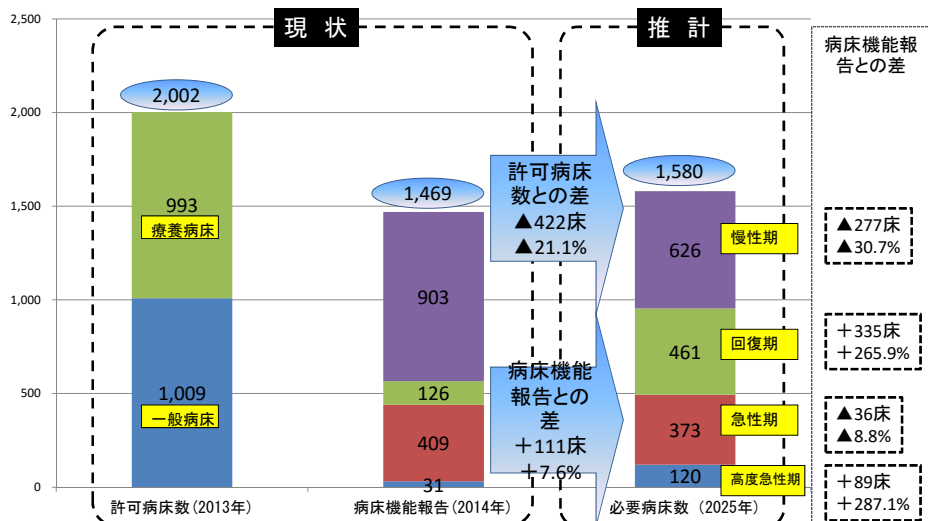 現 状
推 計
病床機能報
告との差
2,500
2,000
1,500
1,000
500
0
2,002
993
療養病床
1,009
一般病床
1,469
903
126
409
31
許可病床
数との差
▲422床
▲21.1%
病床機能
報告との
差
＋111床
＋7.6%
1,580
626
慢性期
461
回復期
373
急性期
120
高度急性期
▲277床
▲30.7%
＋335床
＋265.9%
▲36床
▲8.8%
＋89床
＋287.1%
許可病床数(2013年)
病床機能報告(2014年)
必要病床数 (2025年)